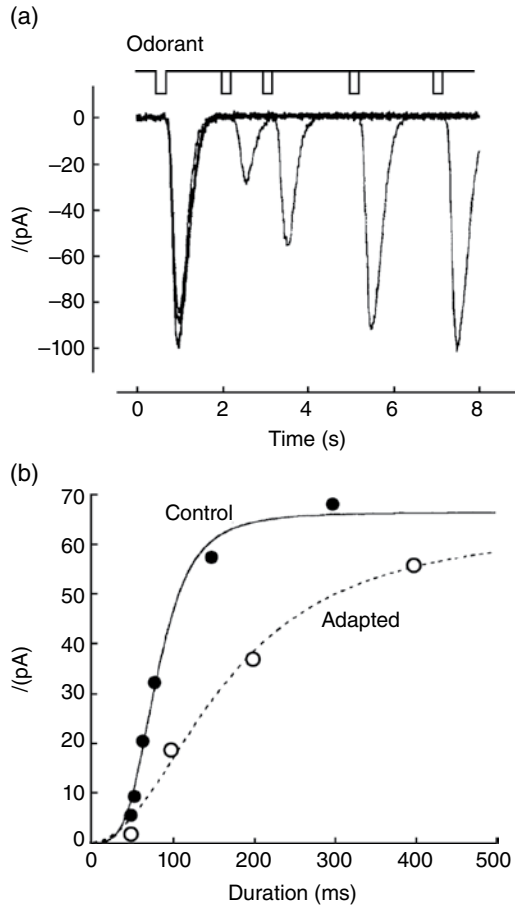 (a)
Odorant
0
–20
–40
–60
–80
–100
/(pA)
0 2 4 6 8
Time (s)
(b)
70
60
50
40
30
20
10
0
/(pA)
Control
Adapted
0 100 200 300 400 500
Duration (ms)